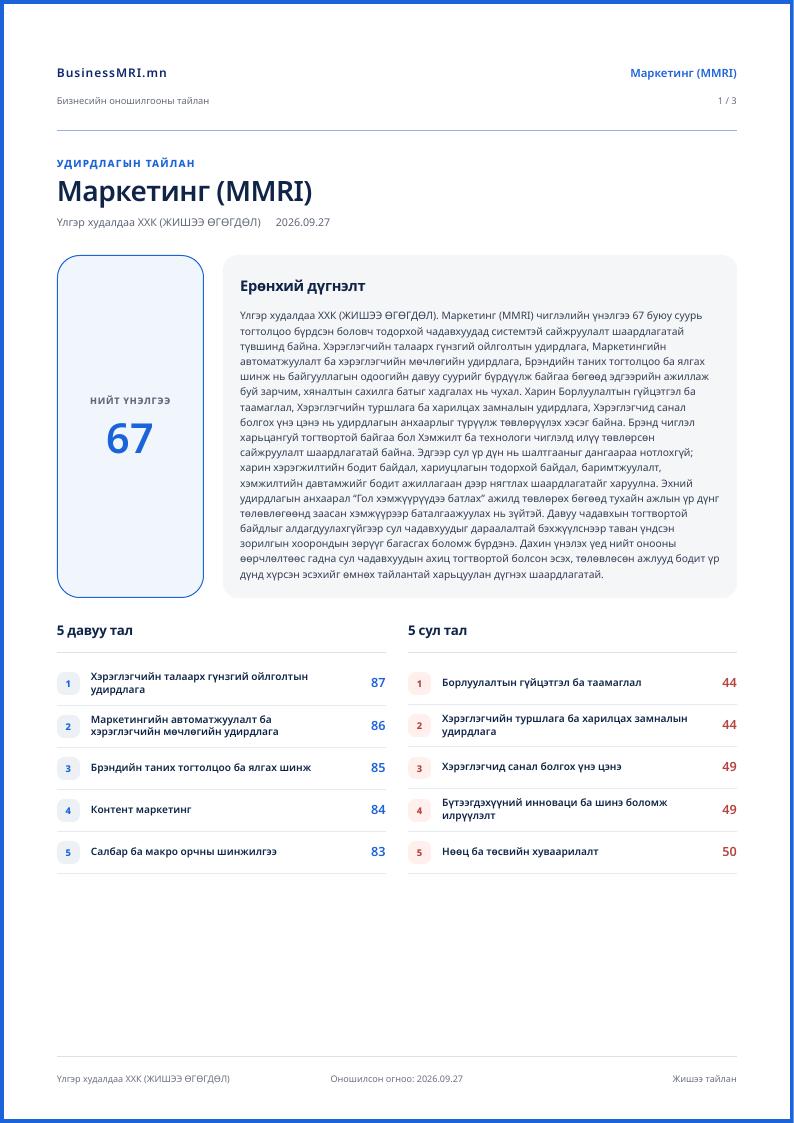 BusinessMRI.mn
Маркетинг (MMRI)
Бизнесийн оношилгооны тайлан
1 / 3
УДИРДЛАГЫН ТАЙЛАН
Маркетинг (MMRI)
Үлгэр худалдаа ХХК (ЖИШЭЭ ӨГӨГДӨЛ) 2026.09.27
НИЙТ ҮНЭЛГЭЭ
67
Ерөнхий дүгнэлт
Үлгэр худалдаа ХХК (ЖИШЭЭ ӨГӨГДӨЛ). Маркетинг (MMRI) чиглэлийн үнэлгээ 67 буюу суурь
тогтолцоо бүрдсэн боловч тодорхой чадавхуудад системтэй сайжруулалт шаардлагатай
түвшинд байна. Хэрэглэгчийн талаарх гүнзгий ойлголтын удирдлага, Маркетингийн
автоматжуулалт ба хэрэглэгчийн мөчлөгийн удирдлага, Брэндийн таних тогтолцоо ба ялгах
шинж нь байгууллагын одоогийн давуу суурийг бүрдүүлж байгаа бөгөөд эдгээрийн ажиллаж
буй зарчим, хяналтын сахилга батыг хадгалах нь чухал. Харин Борлуулалтын гүйцэтгэл ба
таамаглал, Хэрэглэгчийн туршлага ба харилцах замналын удирдлага, Хэрэглэгчид санал
болгох үнэ цэнэ нь удирдлагын анхаарлыг түрүүлж төвлөрүүлэх хэсэг байна. Брэнд чиглэл
харьцангуй тогтвортой байгаа бол Хэмжилт ба технологи чиглэлд илүү төвлөрсөн
сайжруулалт шаардлагатай байна. Эдгээр сул үр дүн нь шалтгааныг дангаараа нотлохгүй;
харин хэрэгжилтийн бодит байдал, хариуцлагын тодорхой байдал, баримтжуулалт,
хэмжилтийн давтамжийг бодит ажиллагаан дээр нягтлах шаардлагатайг харуулна. Эхний
удирдлагын анхаарал “Гол хэмжүүрүүдээ батлах” ажилд төвлөрөх бөгөөд тухайн ажлын үр дүнг
төлөвлөгөөнд заасан хэмжүүрээр баталгаажуулах нь зүйтэй. Давуу чадавхын тогтвортой
байдлыг алдагдуулахгүйгээр сул чадавхуудыг дараалалтай бэхжүүлснээр таван үндсэн
зорилгын хоорондын зөрүүг багасгах боломж бүрдэнэ. Дахин үнэлэх үед нийт онооны
өөрчлөлтөөс гадна сул чадавхуудын ахиц тогтвортой болсон эсэх, төлөвлөсөн ажлууд бодит үр
дүнд хүрсэн эсэхийг өмнөх тайлантай харьцуулан дүгнэх шаардлагатай.
5 давуу тал
1
Хэрэглэгчийн талаарх гүнзгий ойлголтын
удирдлага
87
2
Маркетингийн автоматжуулалт ба
хэрэглэгчийн мөчлөгийн удирдлага
86
3
Брэндийн таних тогтолцоо ба ялгах шинж
85
4
Контент маркетинг
84
5
Салбар ба макро орчны шинжилгээ
83
5 сул тал
1
Борлуулалтын гүйцэтгэл ба таамаглал
44
2
Хэрэглэгчийн туршлага ба харилцах замналын
удирдлага
44
3
Хэрэглэгчид санал болгох үнэ цэнэ
49
4
Бүтээгдэхүүний инноваци ба шинэ боломж
илрүүлэлт
49
5
Нөөц ба төсвийн хуваарилалт
50
Үлгэр худалдаа ХХК (ЖИШЭЭ ӨГӨГДӨЛ)
Оношилсон огноо: 2026.09.27
Жишээ тайлан